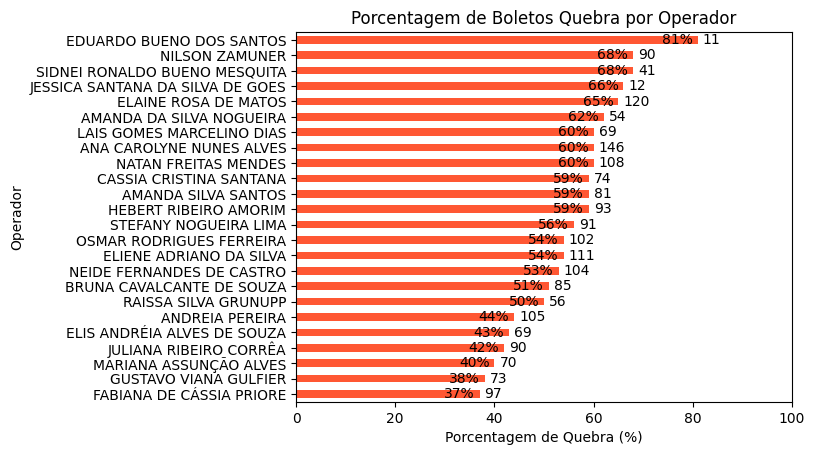 Porcentagem de Boletos Quebra por Operador
EDUARDO BUENO DOS SANTOS 81% 11
NILSON ZAMUNER 68% 90
SIDNEI RONALDO BUENO MESQUITA 68% 41
JESSICA SANTANA DA SILVA DE GOES 66% 12
ELAINE ROSA DE MATOS 65% 120
AMANDA DA SILVA NOGUEIRA 62% 54
LAIS GOMES MARCELINO DIAS 60% 69
ANA CAROLYNE NUNES ALVES 60% 146
NATAN FREITAS MENDES 60% 108
CASSIA CRISTINA SANTANA 59% 74
AMANDA SILVA SANTOS 59% 81
HEBERT RIBEIRO AMORIM 59% 93
STEFANY NOGUEIRA LIMA 56% 91
OSMAR RODRIGUES FERREIRA 54% 102
ELIENE ADRIANO DA SILVA 54% 111
NEIDE FERNANDES DE CASTRO 53% 104
BRUNA CAVALCANTE DE SOUZA 51% 85
RAISSA SILVA GRUNUPP 50% 56
ANDREIA PEREIRA 44% 105
ELIS ANDRÉIA ALVES DE SOUZA 43% 69
JULIANA RIBEIRO CORRÊA 42% 90
MARIANA ASSUNÇÃO ALVES 40% 70
GUSTAVO VIANA GULFIER 38% 73
FABIANA DE CÁSSIA PRIORE 37% 97
Operador
0 20 40 60 80 100
Porcentagem de Quebra (%)